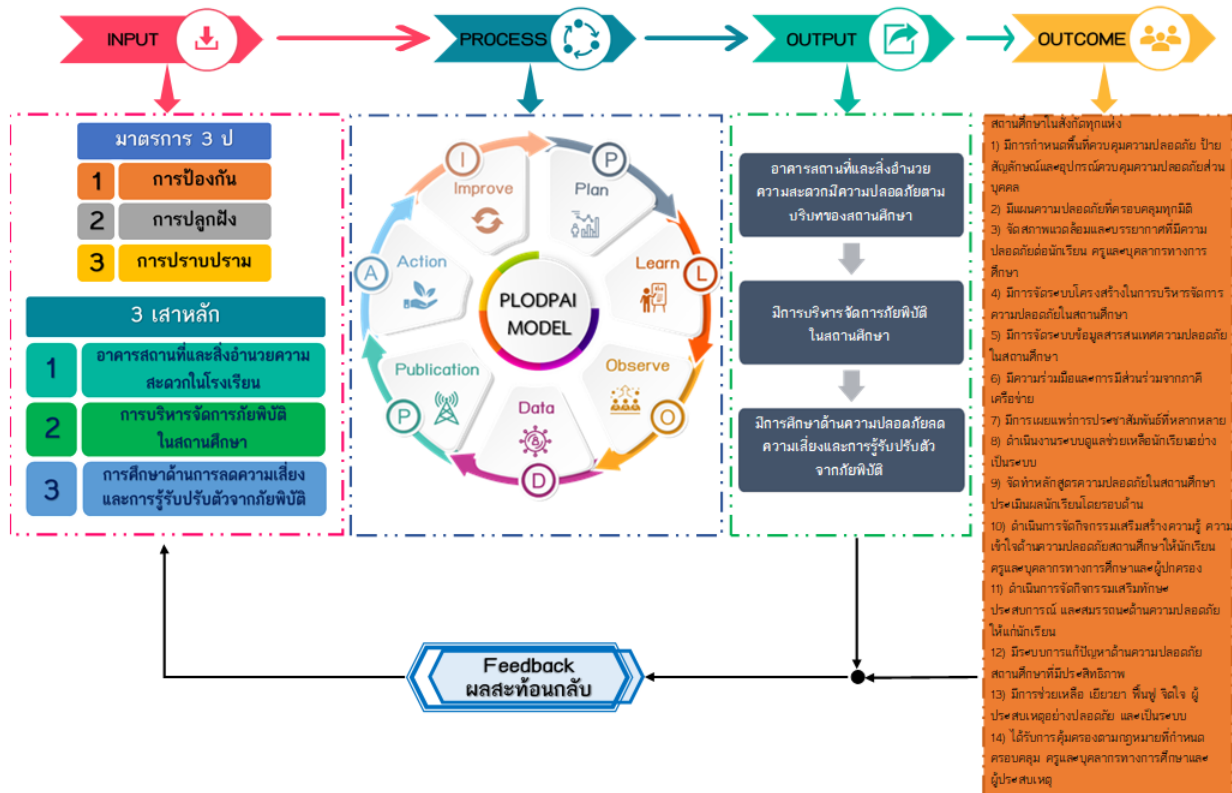 INPUT
PROCESS
OUTPUT
OUTCOME
มาตรการ 3 ป
1
การป้องกัน
2
การปลูกฝัง
3
การปราบปราม
3 เสาหลัก
1
อาคารสถานที่และสิ่งอำนวยความ
สะดวกในโรงเรียน
2
การบริหารจัดการภัยพิบัติ
ในสถานศึกษา
3
การศึกษาด้านการลดความเสี่ยง
และการรู้รับปรับตัวจากภัยพิบัติ
PLODPAI
MODEL
P
Plan
L
Learn
O
Observe
D
Data
P
Publication
A
Action
I
Improve
อาคารสถานที่และสิ่งอำนวย
ความสะดวกมีความปลอดภัยตาม
บริบทของสถานศึกษา
มีการบริหารจัดการภัยพิบัติ
ในสถานศึกษา
มีการศึกษาด้านความปลอดภัยลด
ความเสี่ยงและการรู้รับปรับตัว
จากภัยพิบัติ
สถานศึกษาในสังกัดทุกแห่ง
1) มีการกำหนดพื้นที่ควบคุมความปลอดภัย ป้าย
สัญลักษณ์และอุปกรณ์ควบคุมความปลอดภัยส่วน
บุคคล
2) มีแผนความปลอดภัยที่ครอบคลุมทุกมิติ
3) จัดสภาพแวดล้อมและบรรยากาศที่มีความ
ปลอดภัยต่อนักเรียน ครูและบุคลากรทางการ
ศึกษา
4) มีการจัดระบบโครงสร้างในการบริหารจัดการ
ความปลอดภัยในสถานศึกษา
5) มีการจัดระบบข้อมูลสารสนเทศความปลอดภัย
ในสถานศึกษา
6) มีความร่วมมือและการมีส่วนร่วมจากภาคี
เครือข่าย
7) มีการเผยแพร่การประชาสัมพันธ์ที่หลากหลาย
8) ดำเนินงานระบบดูแลช่วยเหลือนักเรียนอย่าง
เป็นระบบ
9) จัดทำหลักสูตรความปลอดภัยในสถานศึกษา
ประเมินผลนักเรียนโดยรอบด้าน
10) ดำเนินการจัดกิจกรรมเสริมสร้างความรู้ ความ
เข้าใจด้านความปลอดภัยสถานศึกษาให้นักเรียน
ครูและบุคลากรทางการศึกษาและผู้ปกครอง
11) ดำเนินการจัดกิจกรรมเสริมทักษะ
ประสบการณ์ และสมรรถนะด้านความปลอดภัย
ให้แก่นักเรียน
12) มีระบบการแก้ปัญหาด้านความปลอดภัย
สถานศึกษาที่มีประสิทธิภาพ
13) มีการช่วยเหลือ เยียวยา ฟื้นฟู จิตใจ ผู้
ประสบเหตุอย่างปลอดภัย และเป็นระบบ
14) ได้รับการคุ้มครองตามกฎหมายที่กำหนด
ครอบคลุม ครูและบุคลากรทางการศึกษาและ
ผู้ประสบเหตุ
Feedback
ผลสะท้อนกลับ